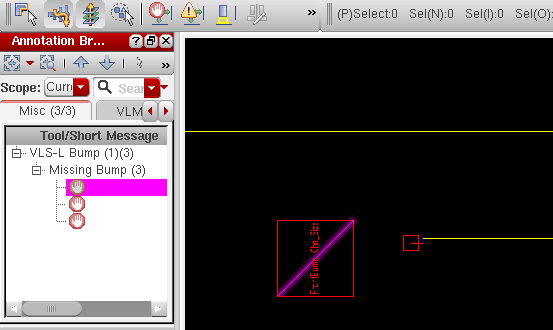 (P)Select:0 Sel(N):0 Sel(I):0 Sel(O):
Annotation Br...
Scope: Curr Sear
Misc (3/3) VLM
Tool/Short Message
VLS-L Bump (1)(3)
Missing Bump (3)